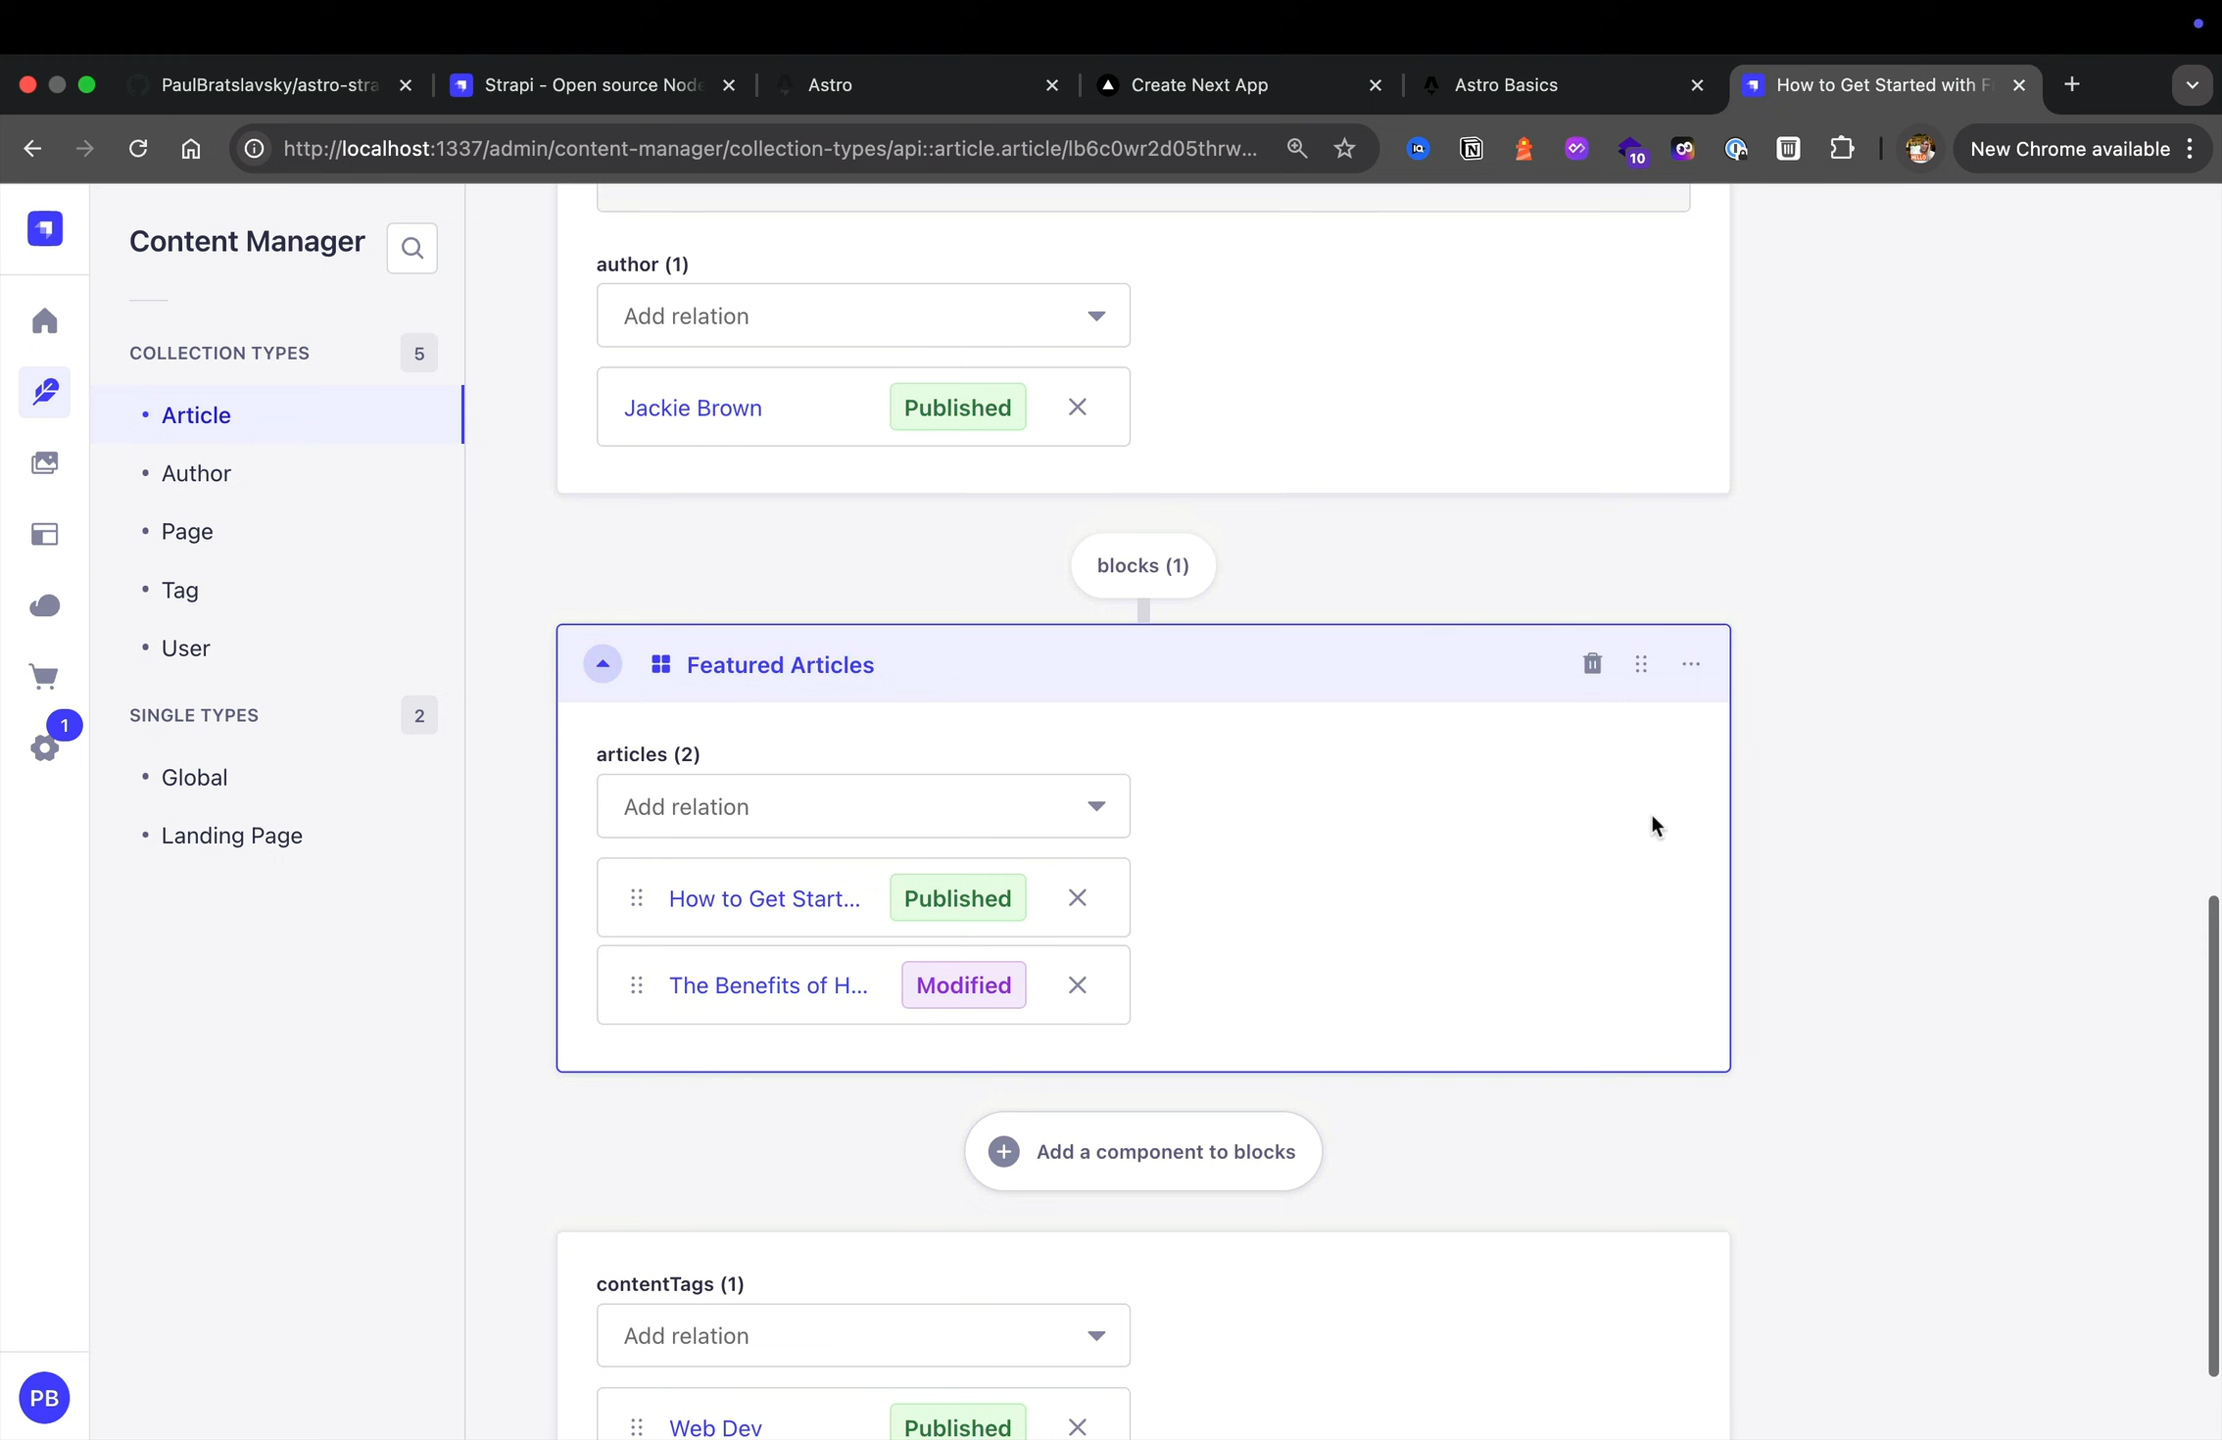 PaulBratslavsky/astro-stra
Strapi - Open source Node
Astro
Create Next App
Astro Basics
How to Get Started with F
http://localhost:1337/admin/content-manager/collection-types/api::article.article/lb6c0wr2d05thrw...
10
New Chrome available
Content Manager
COLLECTION TYPES
5
Article
Author
Page
Tag
User
SINGLE TYPES
2
Global
Landing Page
1
PB
author (1)
Add relation
Jackie Brown
Published
blocks (1)
Featured Articles
articles (2)
Add relation
How to Get Start...
Published
The Benefits of H...
Modified
Add a component to blocks
contentTags (1)
Add relation
Web Dev
Published